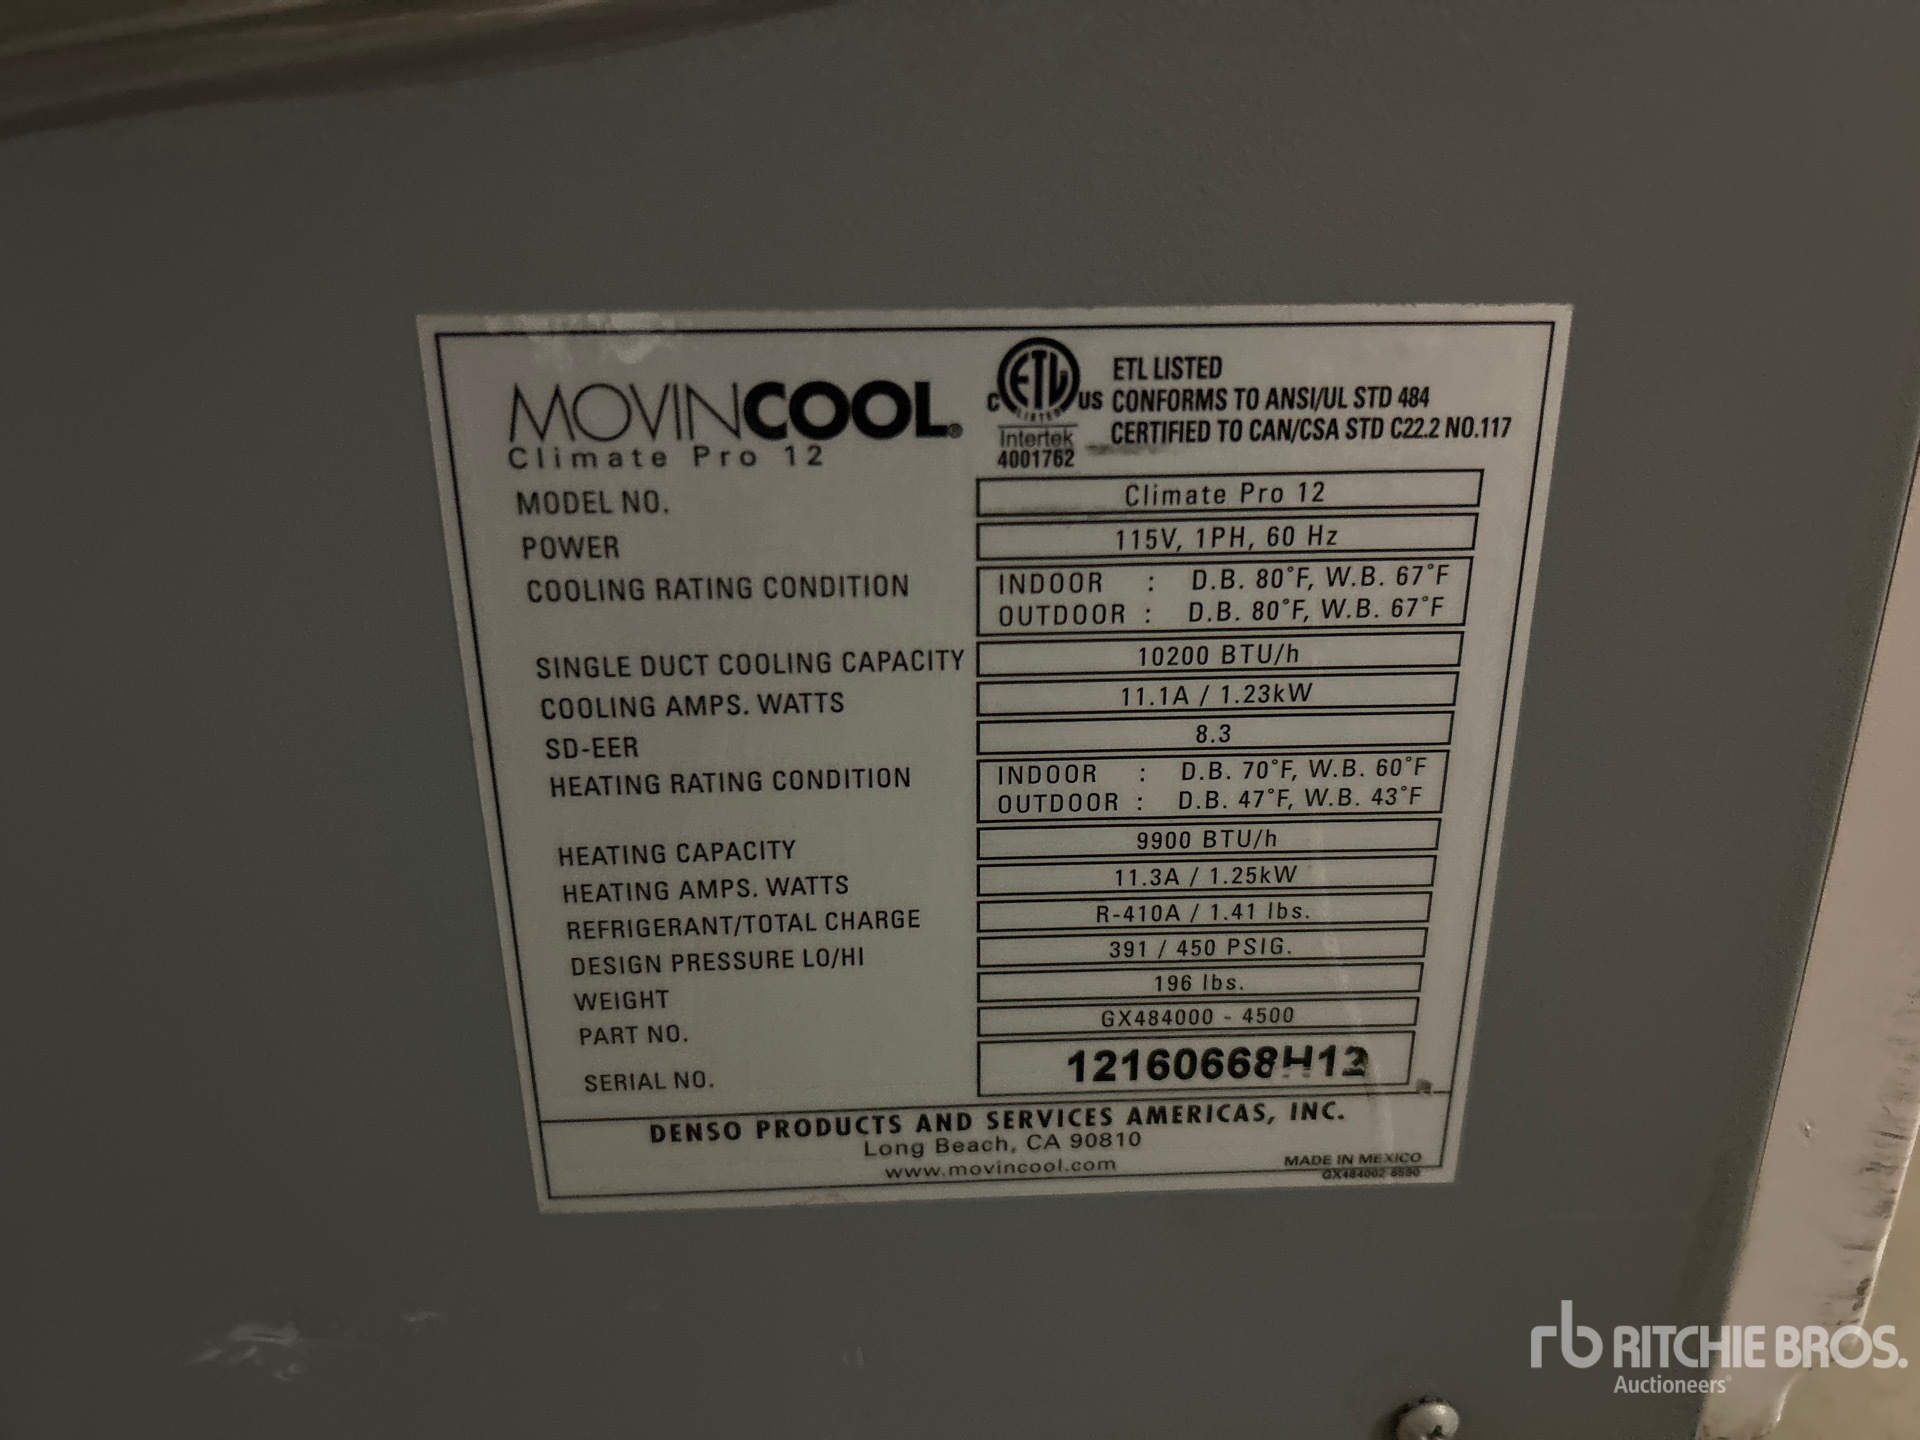 MOVINCOOL®
Climate Pro 12
C ETL US
LISTED
Intertek
4001762
ETL LISTED
CONFORMS TO ANSI/UL STD 484
CERTIFIED TO CAN/CSA STD C22.2 NO.117
MODEL NO. Climate Pro 12
POWER 115V, 1PH, 60 Hz
COOLING RATING CONDITION INDOOR : D.B. 80°F, W.B. 67°F
OUTDOOR : D.B. 80°F, W.B. 67°F
SINGLE DUCT COOLING CAPACITY 10200 BTU/h
COOLING AMPS. WATTS 11.1A / 1.23kW
SD-EER 8.3
HEATING RATING CONDITION INDOOR : D.B. 70°F, W.B. 60°F
OUTDOOR : D.B. 47°F, W.B. 43°F
HEATING CAPACITY 9900 BTU/h
HEATING AMPS. WATTS 11.3A / 1.25kW
REFRIGERANT/TOTAL CHARGE R-410A / 1.41 lbs.
DESIGN PRESSURE LO/HI 391 / 450 PSIG.
WEIGHT 196 lbs.
PART NO. GX484000 - 4500
SERIAL NO. 12160668H12
DENSO PRODUCTS AND SERVICES AMERICAS, INC.
Long Beach, CA 90810
www.movincool.com
MADE IN MEXICO
rb RITCHIE BROS.
Auctioneers